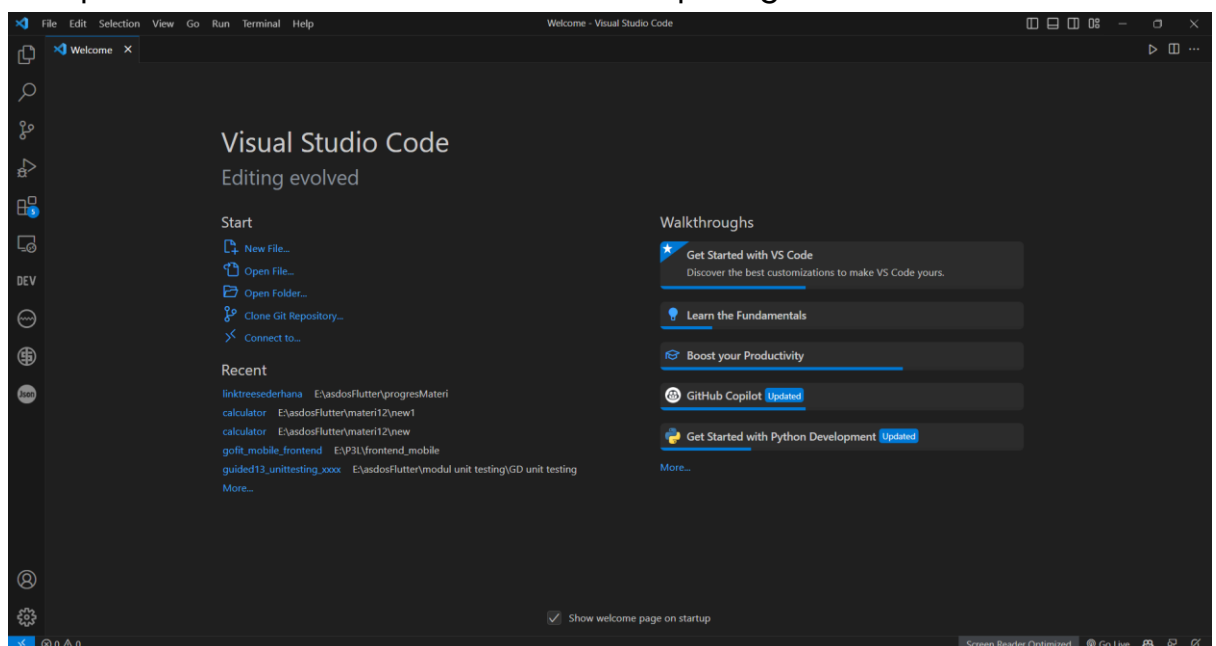 File Edit Selection View Go Run Terminal Help
Welcome - Visual Studio Code
Welcome
Visual Studio Code
Editing evolved
Start
New File...
Open File...
Open Folder...
Clone Git Repository...
Connect to...
Recent
linktreesederhana E:\asdosFlutter\progresMateri
calculator E:\asdosFlutter\materi12\new1
calculator E:\asdosFlutter\materi12\new
gofit_mobile_frontend E:\P3L\frontend_mobile
guided13_unittesting_xxxx E:\asdosFlutter\modul unit testing\GD unit testing
More...
Walkthroughs
Get Started with VS Code
Discover the best customizations to make VS Code yours.
Learn the Fundamentals
Boost your Productivity
GitHub Copilot Updated
Get Started with Python Development Updated
More...
5
DEV
Json
Show welcome page on startup
0 0
Screen Reader Optimized
Go Live